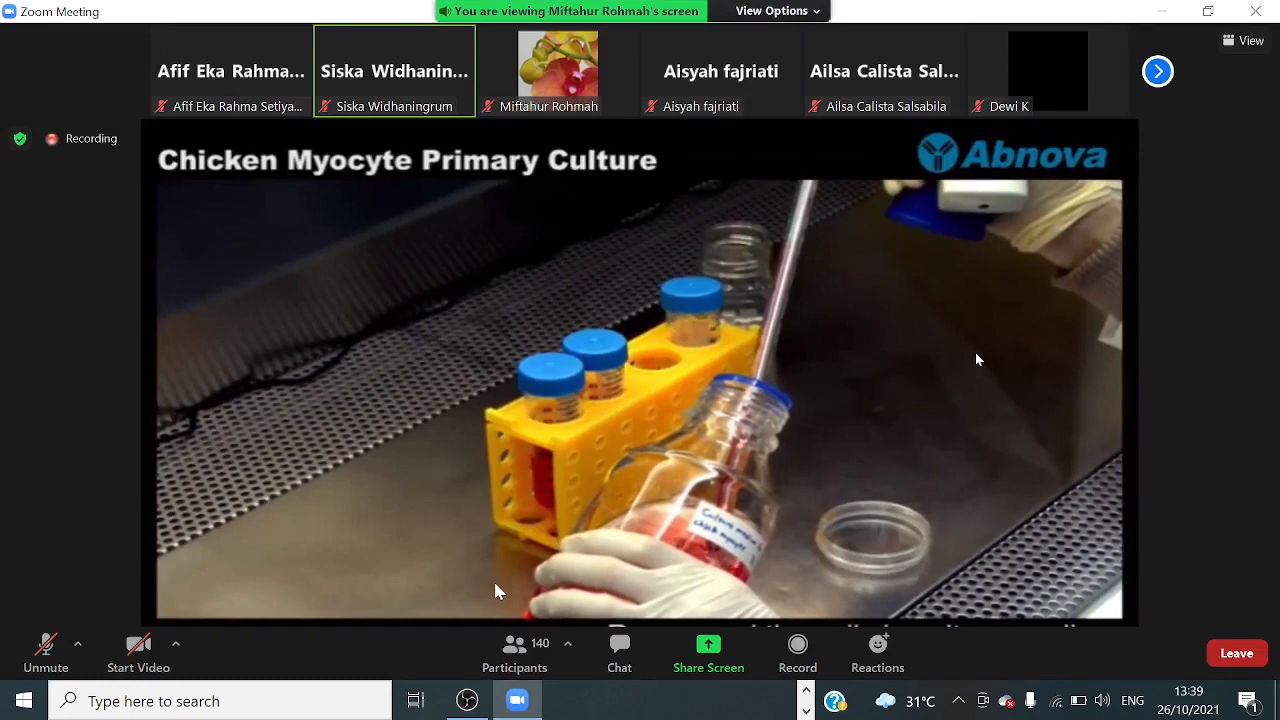 Zoom Meeting
You are viewing Miftahur Rohmah's screen
View Options
Afif Eka Rahma...
Siska Widhanin...
Aisyah fajriati
Ailsa Calista Sal...
View
Afif Eka Rahma Setiya...
Siska Widhaningrum
Miftahur Rohmah
Aisyah fajriati
Ailsa Calista Salsabila
Dewi K
Recording
Chicken Myocyte Primary Culture
Abnova
chick myocyte
Unmute
Start Video
Participants
140
Chat
Share Screen
Record
Reactions
Leave
Type here to search
31°C
ENG
13:39
26/10/2021
1